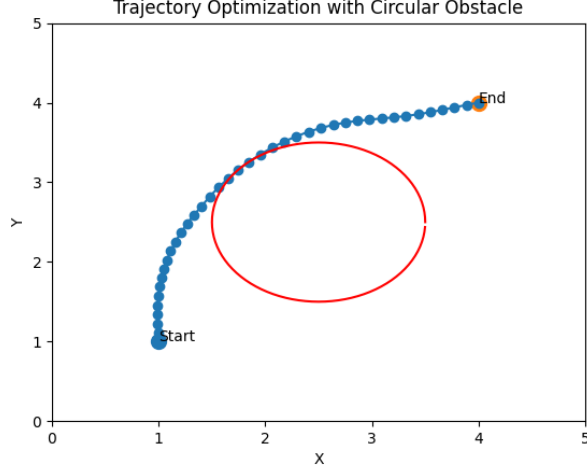 Trajectory Optimization with Circular Obstacle
5
4
3
2
1
0
Y
End
Start
0 1 2 3 4 5
X